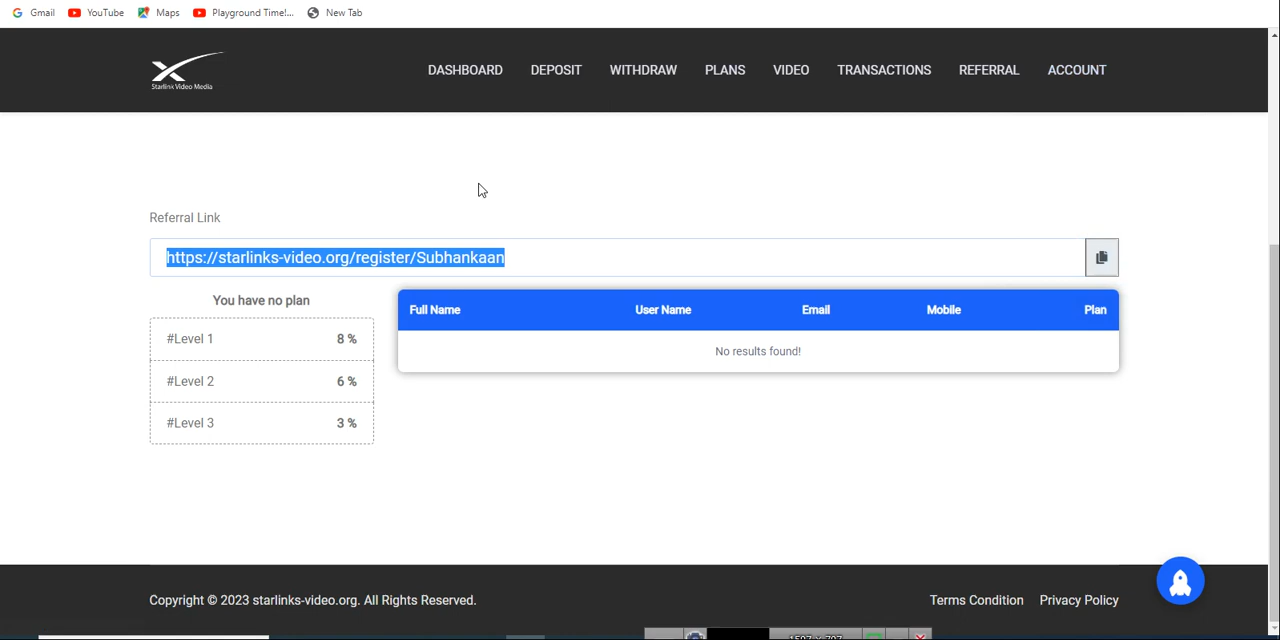 Gmail YouTube Maps Playground Time!... New Tab
Starlink Video Media
DASHBOARD DEPOSIT WITHDRAW PLANS VIDEO TRANSACTIONS REFERRAL ACCOUNT
Referral Link
https://starlinks-video.org/register/Subhankaan
You have no plan
#Level 1 8 %
#Level 2 6 %
#Level 3 3 %
Full Name User Name Email Mobile Plan
No results found!
Copyright © 2023 starlinks-video.org. All Rights Reserved.
Terms Condition Privacy Policy